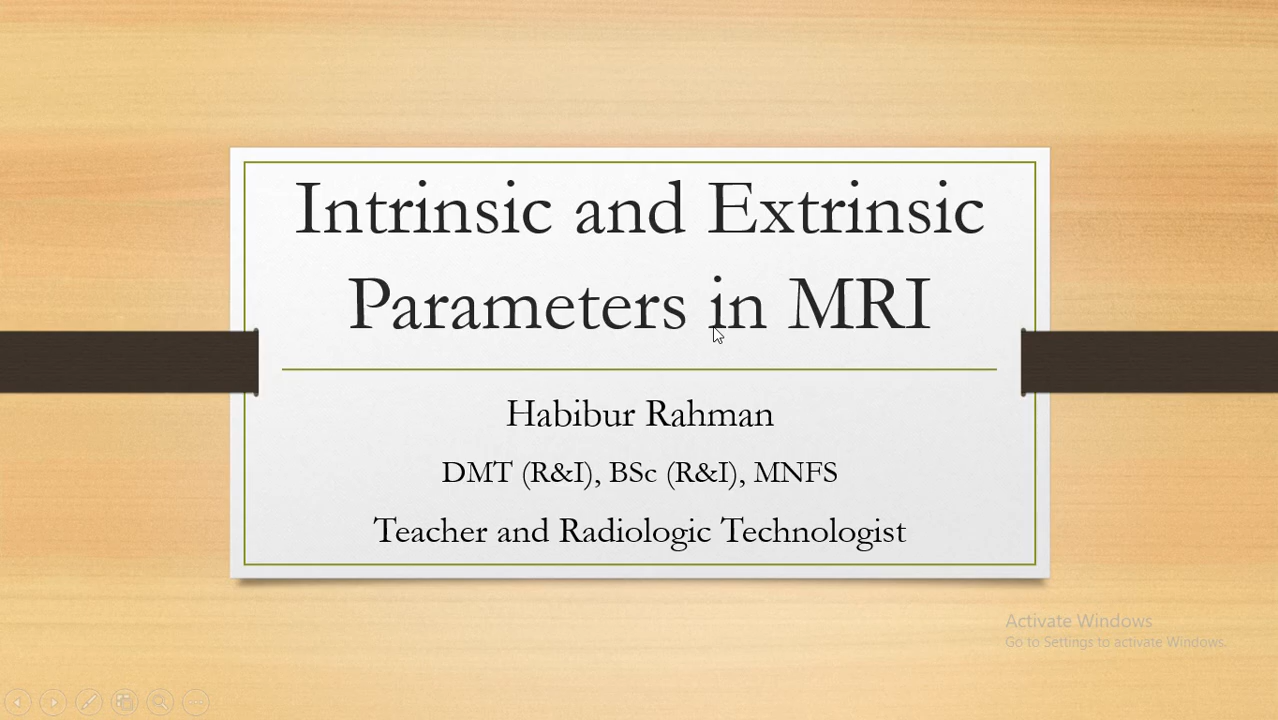 Intrinsic and Extrinsic
Parameters in MRI
Habibur Rahman
DMT (R&I), BSc (R&I), MNFS
Teacher and Radiologic Technologist
Activate Windows
Go to Settings to activate Windows.